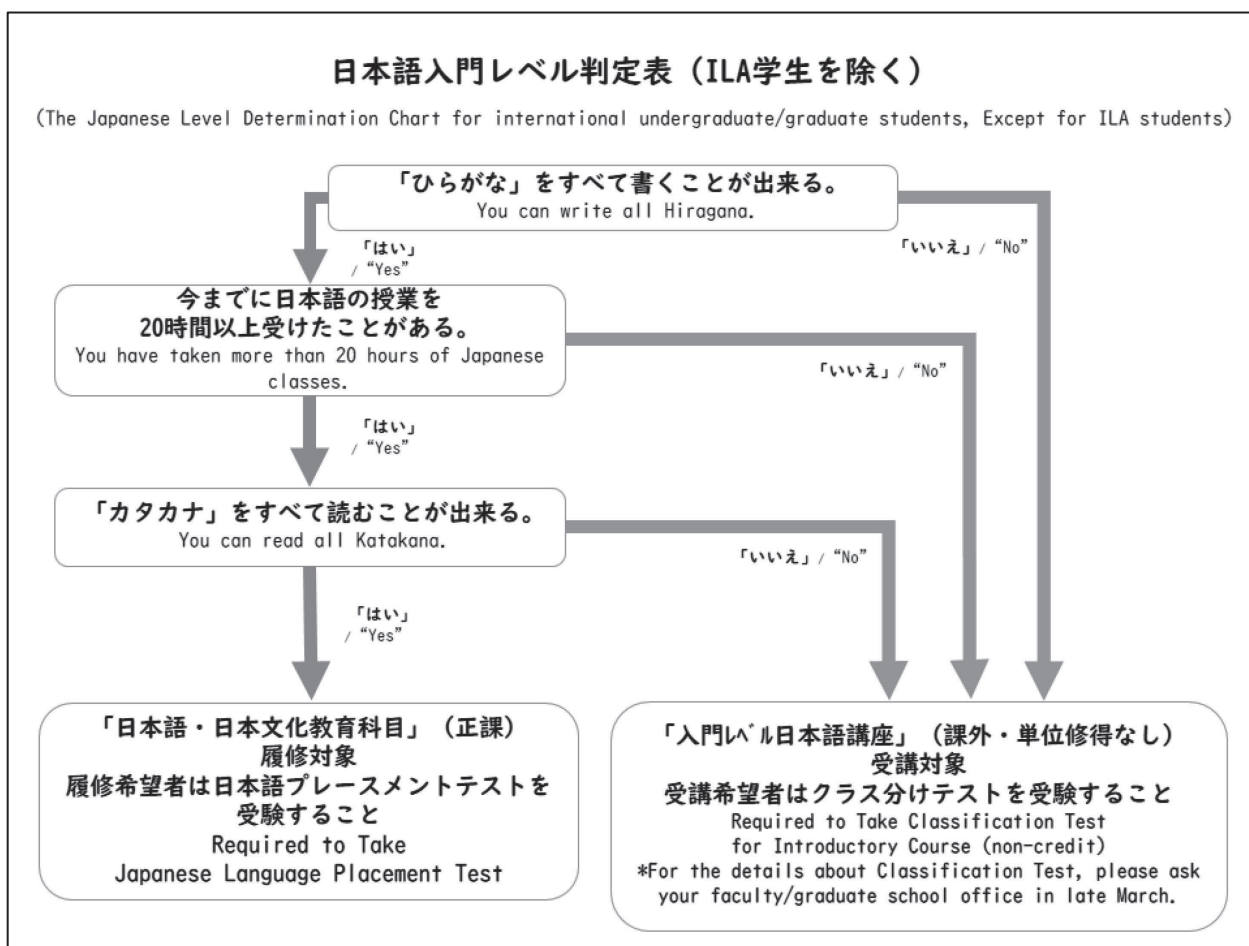 日本語入門レベル判定表（ILA学生を除く）
(The Japanese Level Determination Chart for international undergraduate/graduate students, Except for ILA students)
「ひらがな」をすべて書くことが出来る。
You can write all Hiragana.
「はい」
/ “Yes”
「いいえ」/ “No”
今までに日本語の授業を
20時間以上受けたことがある。
You have taken more than 20 hours of Japanese
classes.
「はい」
/ “Yes”
「いいえ」/ “No”
「カタカナ」をすべて読むことが出来る。
You can read all Katakana.
「はい」
/ “Yes”
「いいえ」/ “No”
「日本語・日本文化教育科目」（正課）
履修対象
履修希望者は日本語プレースメントテストを
受験すること
Required to Take
Japanese Language Placement Test
「入門ﾚﾍﾞﾙ日本語講座」（課外・単位修得なし）
受講対象
受講希望者はクラス分けテストを受験すること
Required to Take Classification Test
for Introductory Course (non-credit)
*For the details about Classification Test, please ask
your faculty/graduate school office in late March.